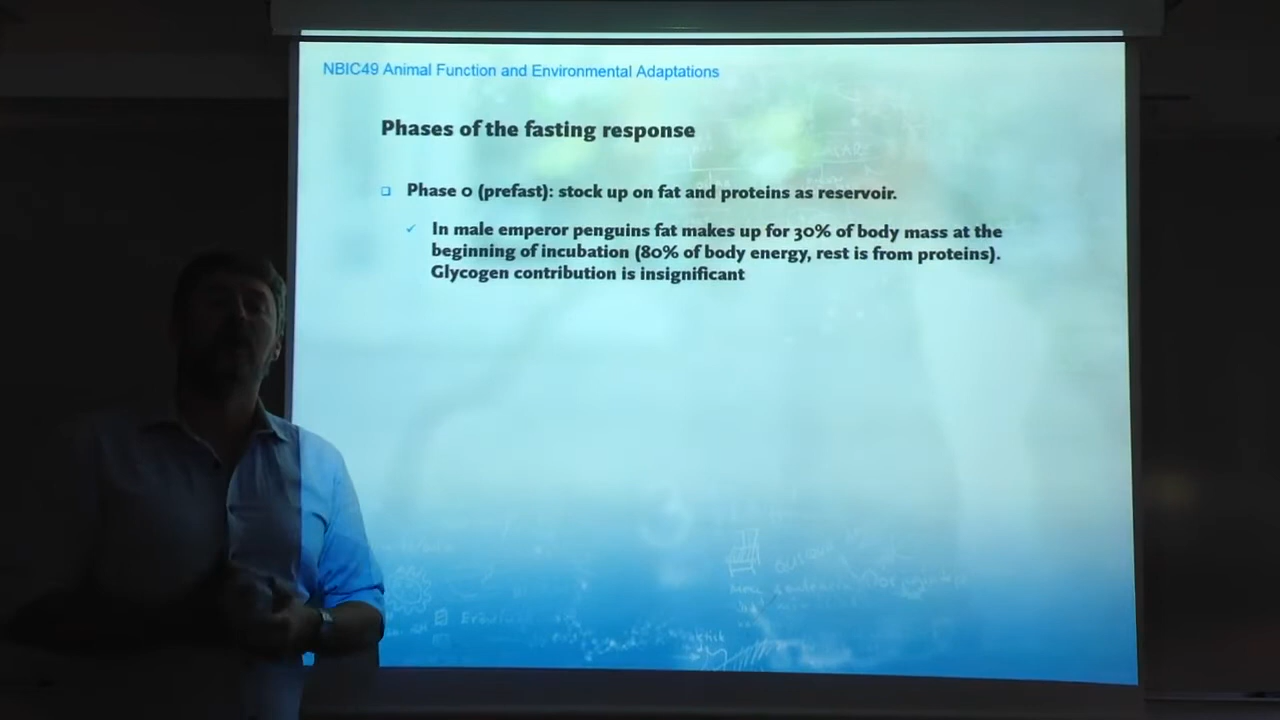 NBIC49 Animal Function and Environmental Adaptations
Phases of the fasting response
Phase 0 (prefast): stock up on fat and proteins as reservoir.
In male emperor penguins fat makes up for 30% of body mass at the
beginning of incubation (80% of body energy, rest is from proteins).
Glycogen contribution is insignificant